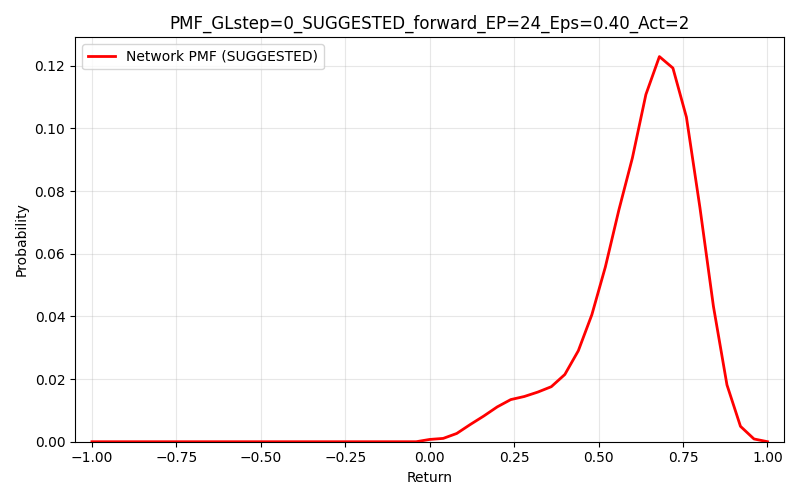 PMF_GLstep=0_SUGGESTED_forward_EP=24_Eps=0.40_Act=2
Network PMF (SUGGESTED)
Probability
0.12
0.10
0.08
0.06
0.04
0.02
0.00
−1.00 −0.75 −0.50 −0.25 0.00 0.25 0.50 0.75 1.00
Return